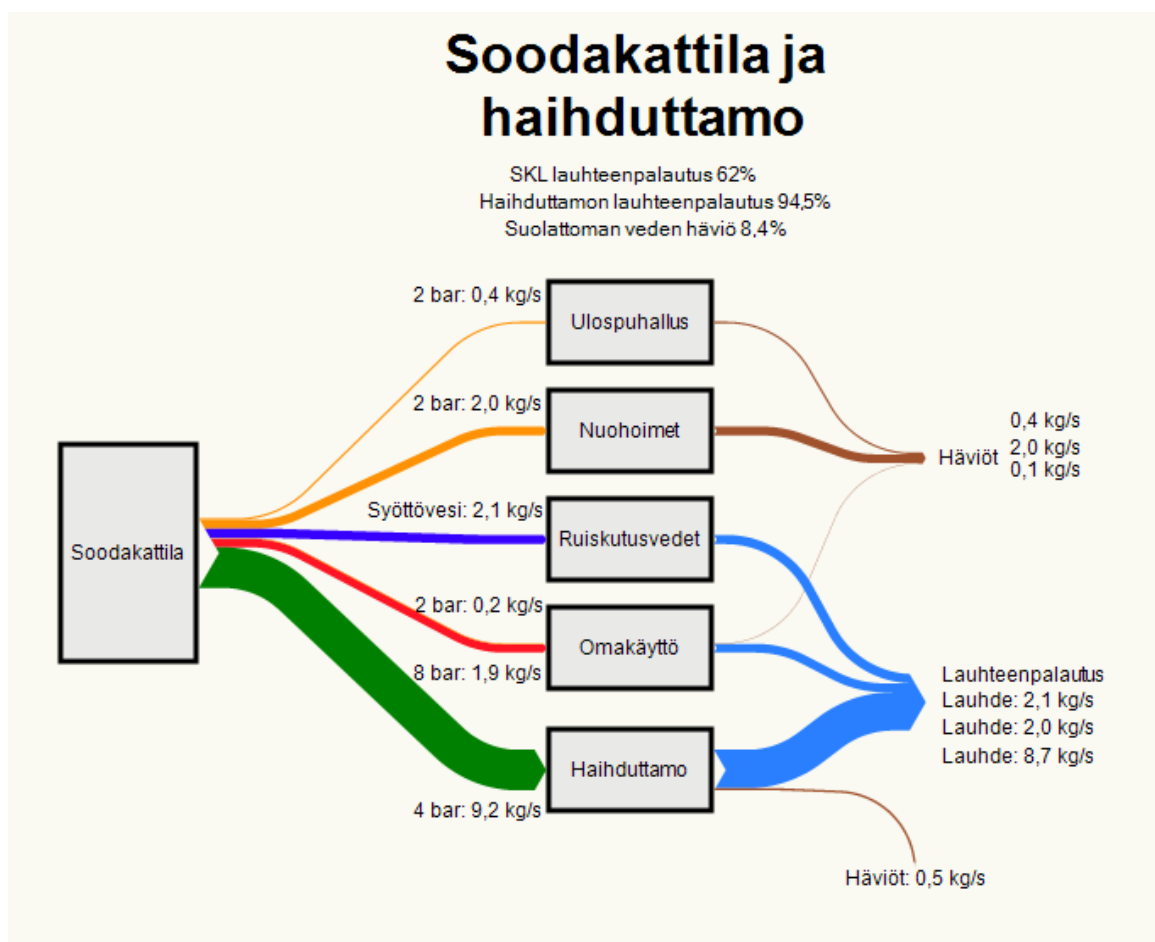 Soodakattila ja
haihduttamo
SKL lauhteenpalautus 62%
Haihduttamon lauhteenpalautus 94,5%
Suolattoman veden häviö 8,4%
2 bar: 0,4 kg/s
Ulospuhallus
2 bar: 2,0 kg/s
Nuohoimet
Häviöt
0,4 kg/s
2,0 kg/s
0,1 kg/s
Syöttövesi: 2,1 kg/s
Ruiskutusvedet
Soodakattila
2 bar: 0,2 kg/s
Omakäyttö
8 bar: 1,9 kg/s
Lauhteenpalautus
Lauhde: 2,1 kg/s
Lauhde: 2,0 kg/s
Lauhde: 8,7 kg/s
Haihduttamo
4 bar: 9,2 kg/s
Häviöt: 0,5 kg/s